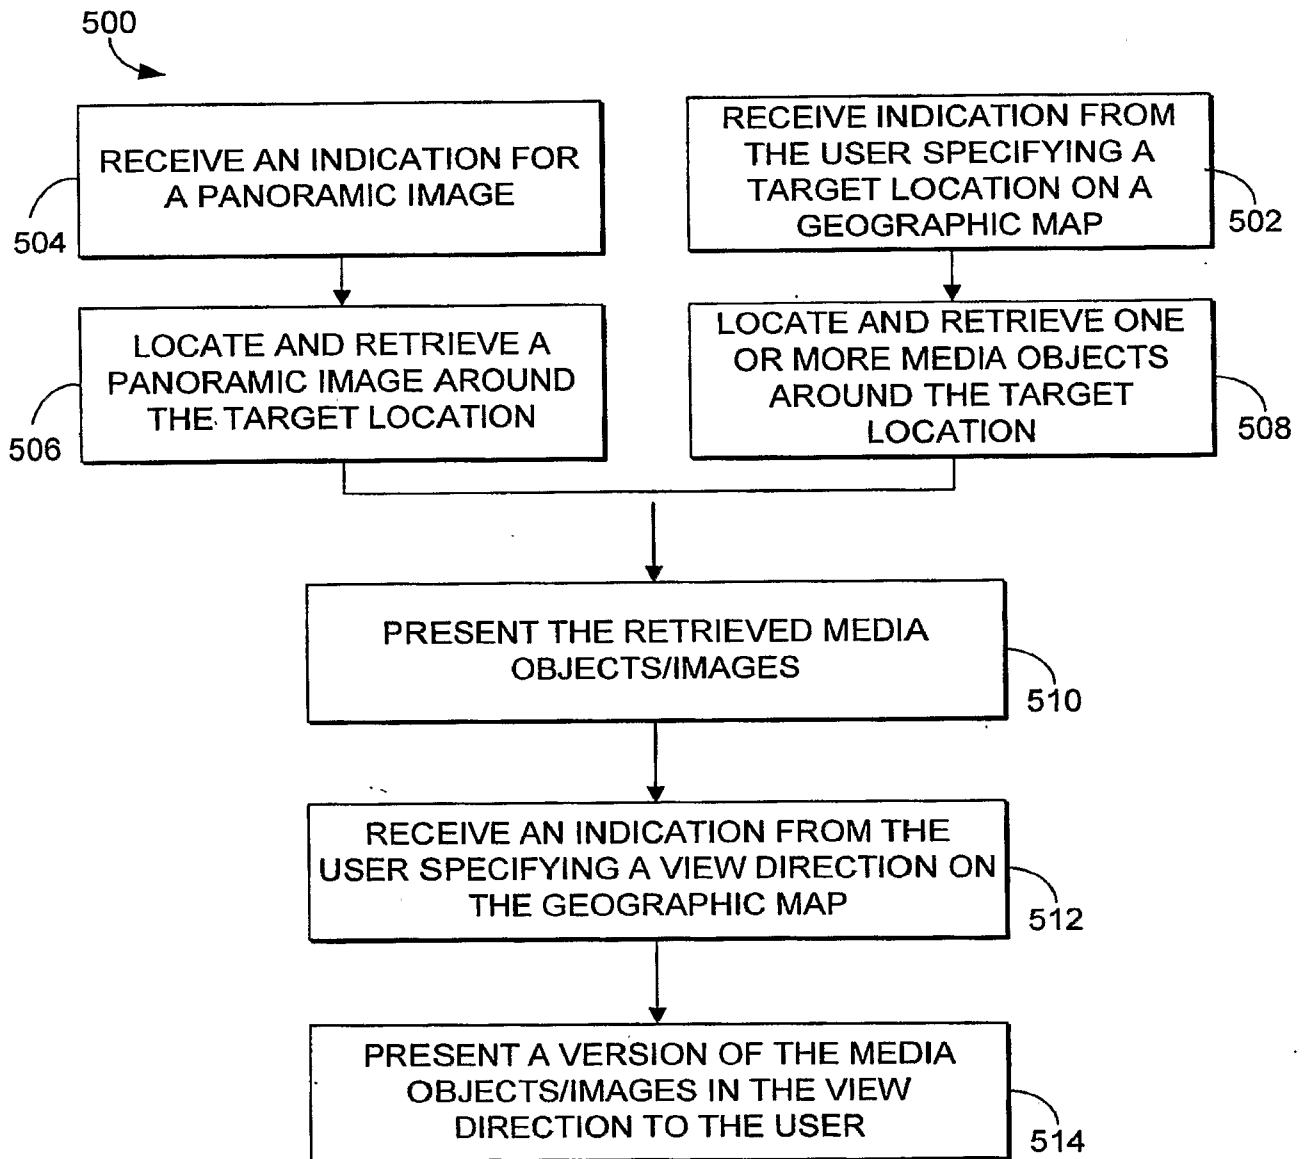 500
RECEIVE AN INDICATION FOR
A PANORAMIC IMAGE
504
RECEIVE INDICATION FROM
THE USER SPECIFYING A
TARGET LOCATION ON A
GEOGRAPHIC MAP
502
LOCATE AND RETRIEVE A
PANORAMIC IMAGE AROUND
THE TARGET LOCATION
506
LOCATE AND RETRIEVE ONE
OR MORE MEDIA OBJECTS
AROUND THE TARGET
LOCATION
508
PRESENT THE RETRIEVED MEDIA
OBJECTS/IMAGES
510
RECEIVE AN INDICATION FROM THE
USER SPECIFYING A VIEW DIRECTION ON
THE GEOGRAPHIC MAP
512
PRESENT A VERSION OF THE MEDIA
OBJECTS/IMAGES IN THE VIEW
DIRECTION TO THE USER
514